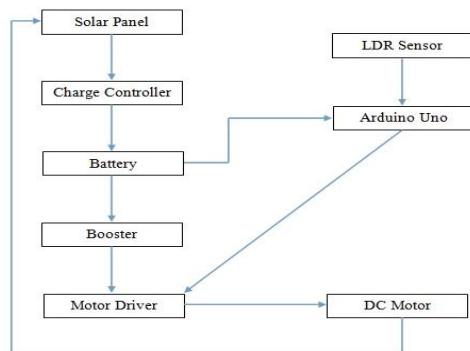 Solar Panel
LDR Sensor
Charge Controller
Arduino Uno
Battery
Booster
Motor Driver
DC Motor